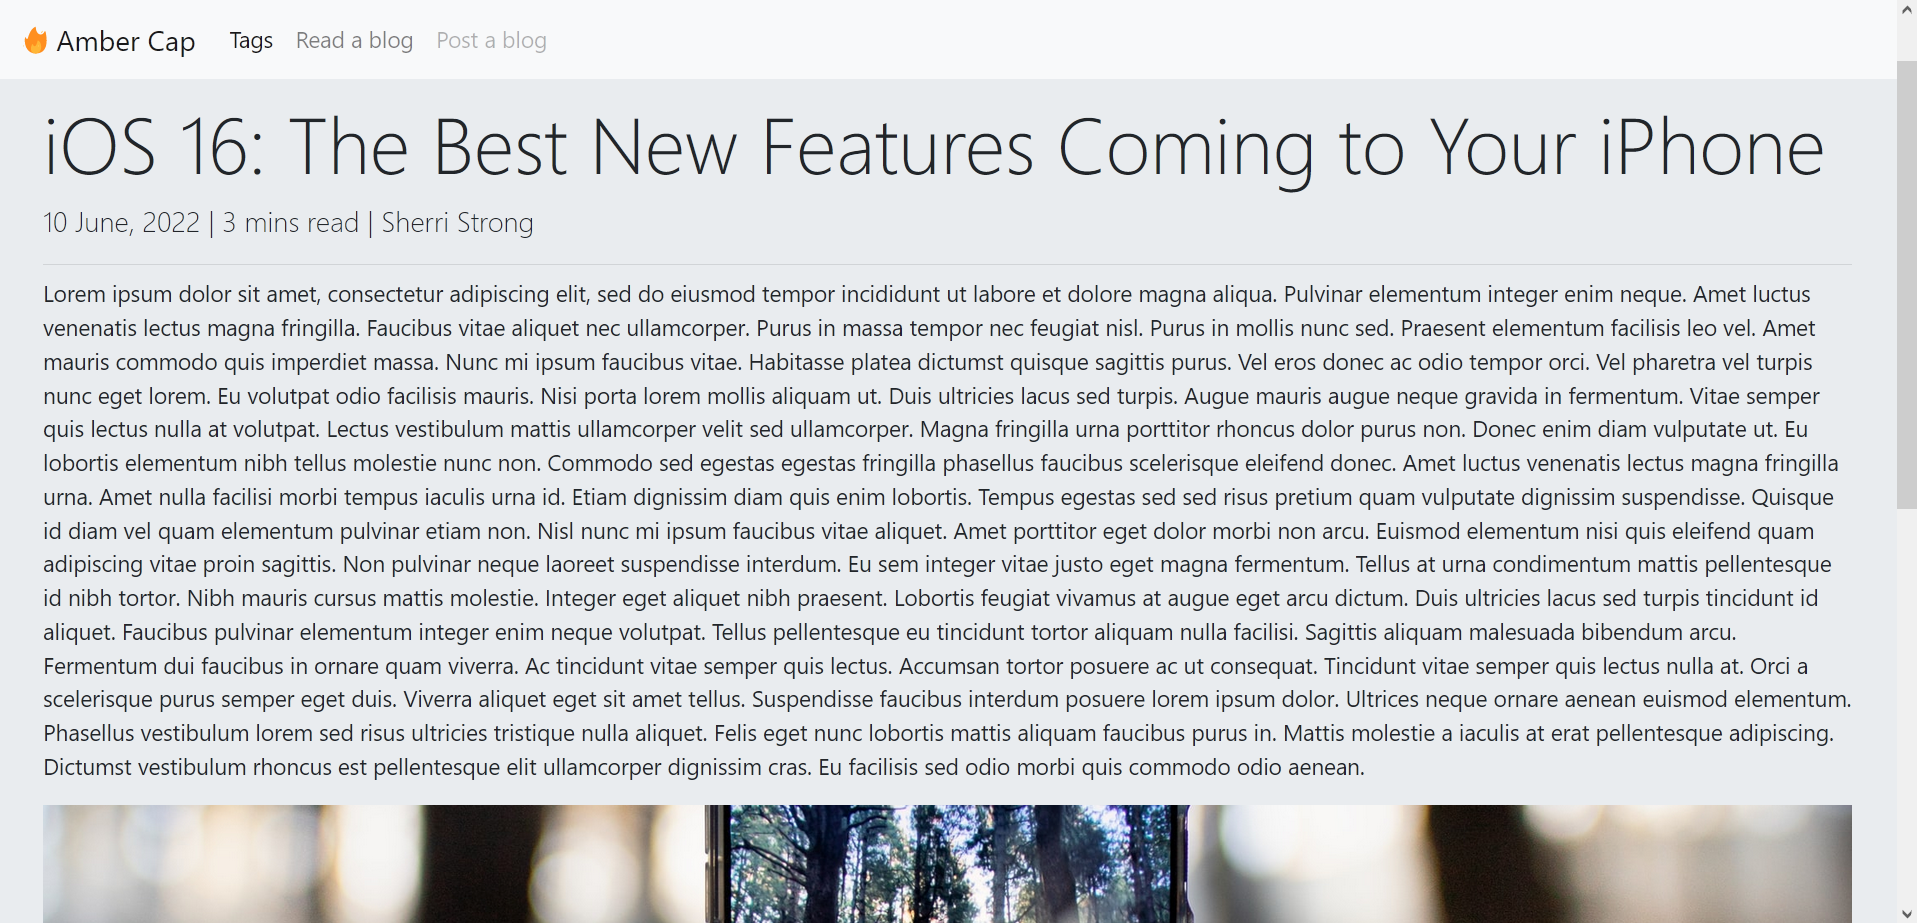 Amber Cap Tags Read a blog Post a blog
iOS 16: The Best New Features Coming to Your iPhone
10 June, 2022 | 3 mins read | Sherri Strong
Lorem ipsum dolor sit amet, consectetur adipiscing elit, sed do eiusmod tempor incididunt ut labore et dolore magna aliqua. Pulvinar elementum integer enim neque. Amet luctus
venenatis lectus magna fringilla. Faucibus vitae aliquet nec ullamcorper. Purus in massa tempor nec feugiat nisl. Purus in mollis nunc sed. Praesent elementum facilisis leo vel. Amet
mauris commodo quis imperdiet massa. Nunc mi ipsum faucibus vitae. Habitasse platea dictumst quisque sagittis purus. Vel eros donec ac odio tempor orci. Vel pharetra vel turpis
nunc eget lorem. Eu volutpat odio facilisis mauris. Nisi porta lorem mollis aliquam ut. Duis ultricies lacus sed turpis. Augue mauris augue neque gravida in fermentum. Vitae semper
quis lectus nulla at volutpat. Lectus vestibulum mattis ullamcorper velit sed ullamcorper. Magna fringilla urna porttitor rhoncus dolor purus non. Donec enim diam vulputate ut. Eu
lobortis elementum nibh tellus molestie nunc non. Commodo sed egestas egestas fringilla phasellus faucibus scelerisque eleifend donec. Amet luctus venenatis lectus magna fringilla
urna. Amet nulla facilisi morbi tempus iaculis urna id. Etiam dignissim diam quis enim lobortis. Tempus egestas sed sed risus pretium quam vulputate dignissim suspendisse. Quisque
id diam vel quam elementum pulvinar etiam non. Nisl nunc mi ipsum faucibus vitae aliquet. Amet porttitor eget dolor morbi non arcu. Euismod elementum nisi quis eleifend quam
adipiscing vitae proin sagittis. Non pulvinar neque laoreet suspendisse interdum. Eu sem integer vitae justo eget magna fermentum. Tellus at urna condimentum mattis pellentesque
id nibh tortor. Nibh mauris cursus mattis molestie. Integer eget aliquet nibh praesent. Lobortis feugiat vivamus at augue eget arcu dictum. Duis ultricies lacus sed turpis tincidunt id
aliquet. Faucibus pulvinar elementum integer enim neque volutpat. Tellus pellentesque eu tincidunt tortor aliquam nulla facilisi. Sagittis aliquam malesuada bibendum arcu.
Fermentum dui faucibus in ornare quam viverra. Ac tincidunt vitae semper quis lectus. Accumsan tortor posuere ac ut consequat. Tincidunt vitae semper quis lectus nulla at. Orci a
scelerisque purus semper eget duis. Viverra aliquet eget sit amet tellus. Suspendisse faucibus interdum posuere lorem ipsum dolor. Ultrices neque ornare aenean euismod elementum.
Phasellus vestibulum lorem sed risus ultricies tristique nulla aliquet. Felis eget nunc lobortis mattis aliquam faucibus purus in. Mattis molestie a iaculis at erat pellentesque adipiscing.
Dictumst vestibulum rhoncus est pellentesque elit ullamcorper dignissim cras. Eu facilisis sed odio morbi quis commodo odio aenean.